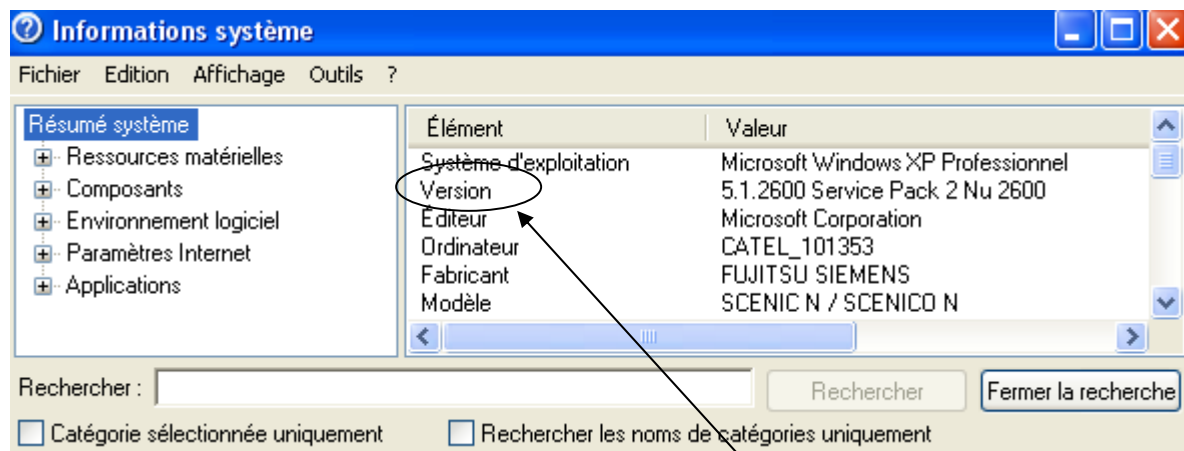 Informations système
Fichier Edition Affichage Outils ?
Résumé système
Ressources matérielles
Composants
Environnement logiciel
Paramètres Internet
Applications
Élément Valeur
Système d'exploitation Microsoft Windows XP Professionnel
Version 5.1.2600 Service Pack 2 Nu 2600
Éditeur Microsoft Corporation
Ordinateur CATEL_101353
Fabricant FUJITSU SIEMENS
Modèle SCENIC N / SCENICO N
Rechercher : Rechercher Fermer la recherche
Catégorie sélectionnée uniquement Rechercher les noms de catégories uniquement